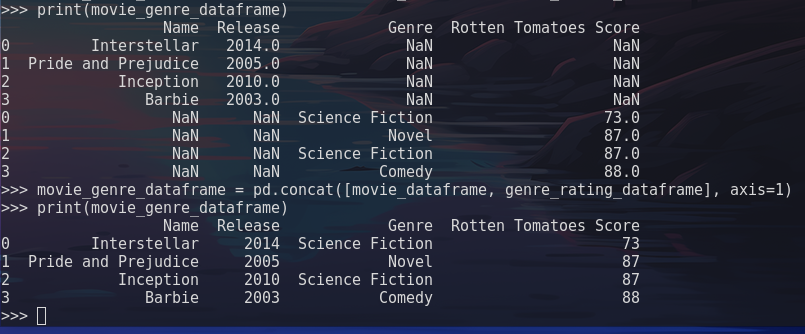 >>> print(movie_genre_dataframe)
                  Name  Release            Genre  Rotten Tomatoes Score
0         Interstellar   2014.0              NaN                    NaN
1  Pride and Prejudice   2005.0              NaN                    NaN
2            Inception   2010.0              NaN                    NaN
3               Barbie   2003.0              NaN                    NaN
0                  NaN      NaN  Science Fiction                   73.0
1                  NaN      NaN            Novel                   87.0
2                  NaN      NaN  Science Fiction                   87.0
3                  NaN      NaN           Comedy                   88.0
>>> movie_genre_dataframe = pd.concat([movie_dataframe, genre_rating_dataframe], axis=1)
>>> print(movie_genre_dataframe)
                  Name  Release            Genre  Rotten Tomatoes Score
0         Interstellar     2014  Science Fiction                     73
1  Pride and Prejudice     2005            Novel                     87
2            Inception     2010  Science Fiction                     87
3               Barbie     2003           Comedy                     88
>>>